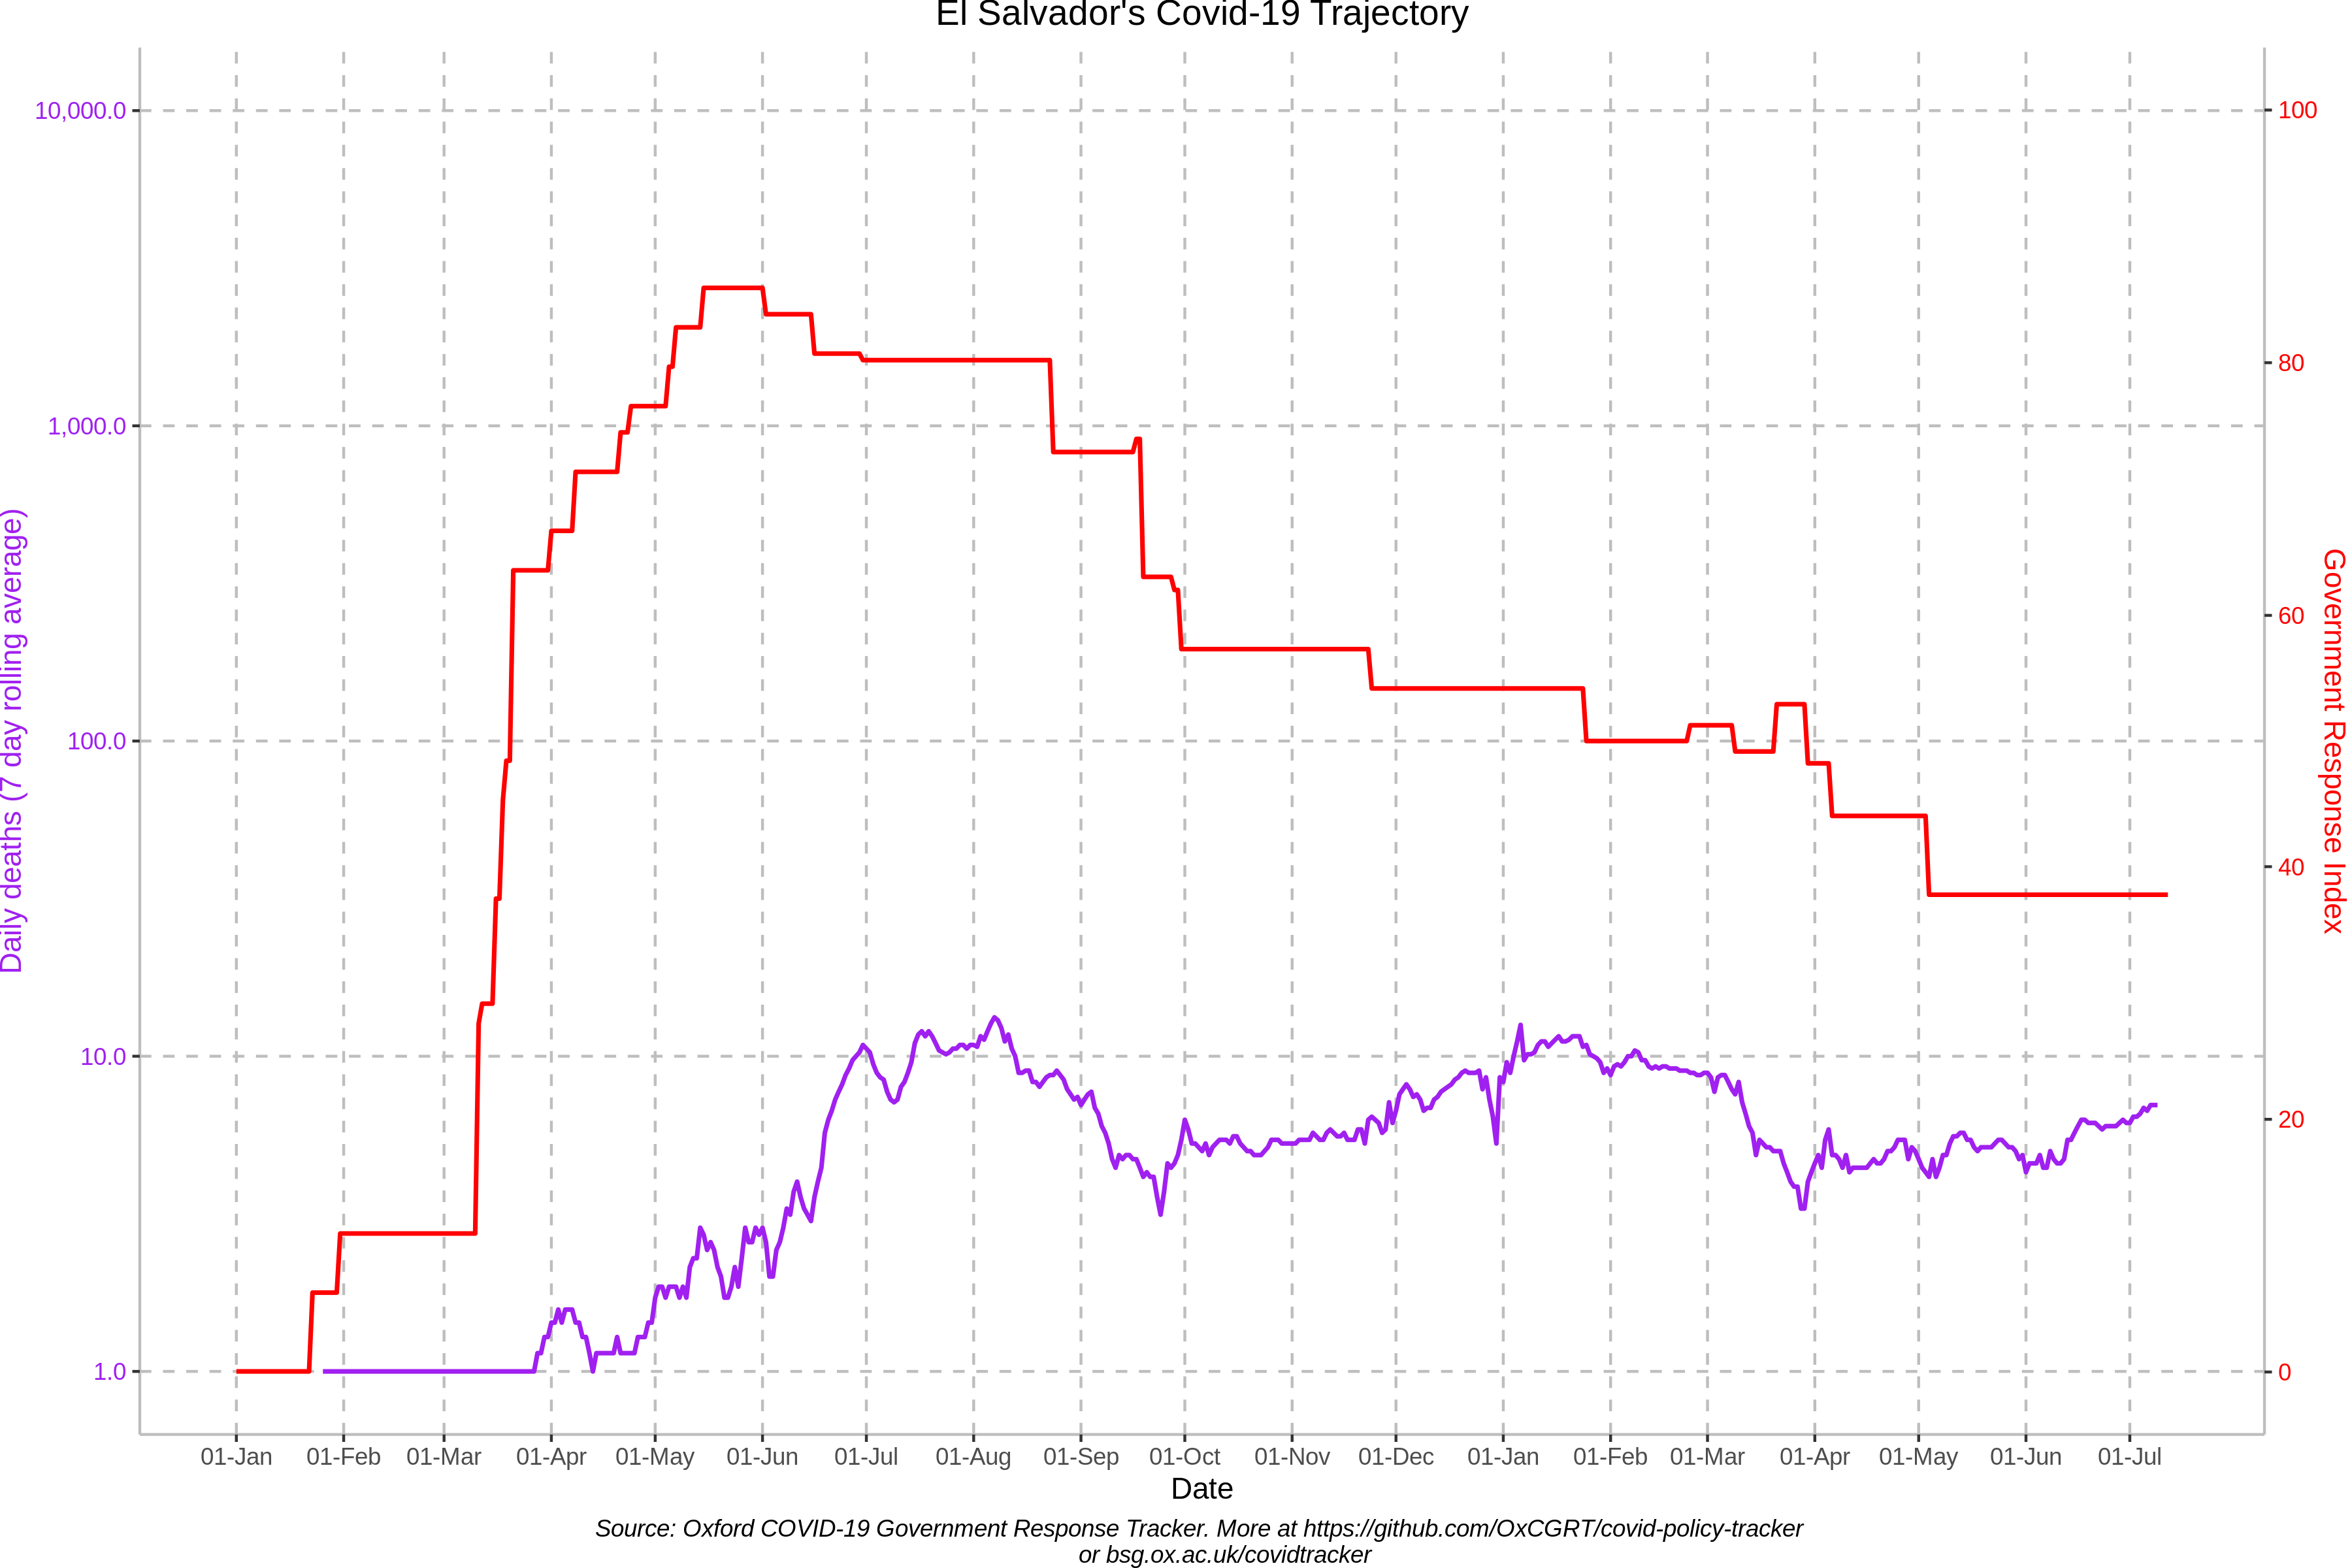 El Salvador's Covid-19 Trajectory
10,000.0
1,000.0
100.0
10.0
1.0
Daily deaths (7 day rolling average)
100
80
60
40
20
0
Government Response Index
01-Jan 01-Feb 01-Mar 01-Apr 01-May 01-Jun 01-Jul 01-Aug 01-Sep 01-Oct 01-Nov 01-Dec 01-Jan 01-Feb 01-Mar 01-Apr 01-May 01-Jun 01-Jul
Date
Source: Oxford COVID-19 Government Response Tracker. More at https://github.com/OxCGRT/covid-policy-tracker
or bsg.ox.ac.uk/covidtracker